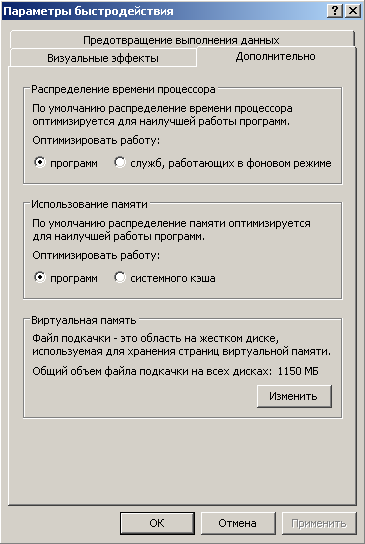 Параметры быстродействия
Предотвращение выполнения данных
Визуальные эффекты
Дополнительно
Распределение времени процессора
По умолчанию распределение времени процессора
оптимизируется для наилучшей работы программ.
Оптимизировать работу:
программ
служб, работающих в фоновом режиме
Использование памяти
По умолчанию распределение памяти оптимизируется
для наилучшей работы программ.
Оптимизировать работу:
программ
системного кэша
Виртуальная память
Файл подкачки - это область на жестком диске,
используемая для хранения страниц виртуальной памяти.
Общий объем файла подкачки на всех дисках: 1150 МБ
Изменить
ОК
Отмена
Применить